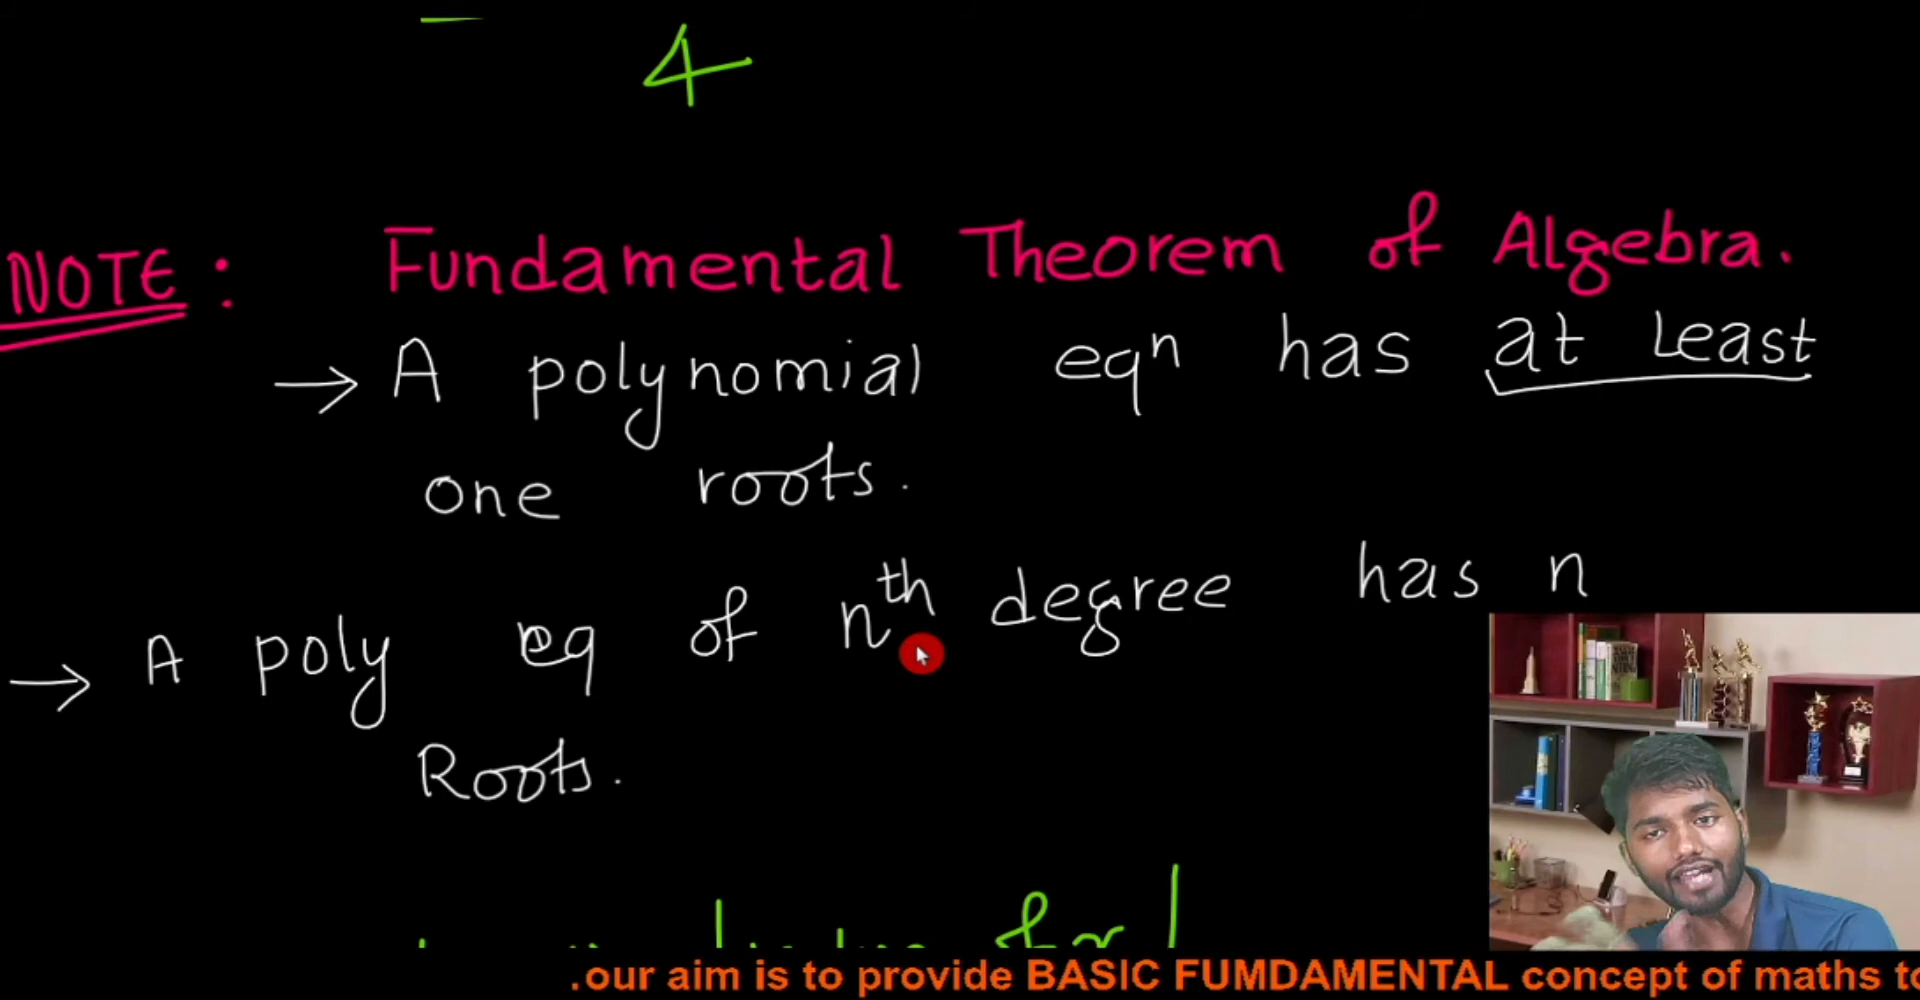 4
NOTE: Fundamental Theorem of Algebra.
→ A polynomial eqⁿ has at least
one roots.
→ A poly eq of nᵗʰ degree has n
Roots.
.our aim is to provide BASIC FUMDAMENTAL concept of maths to